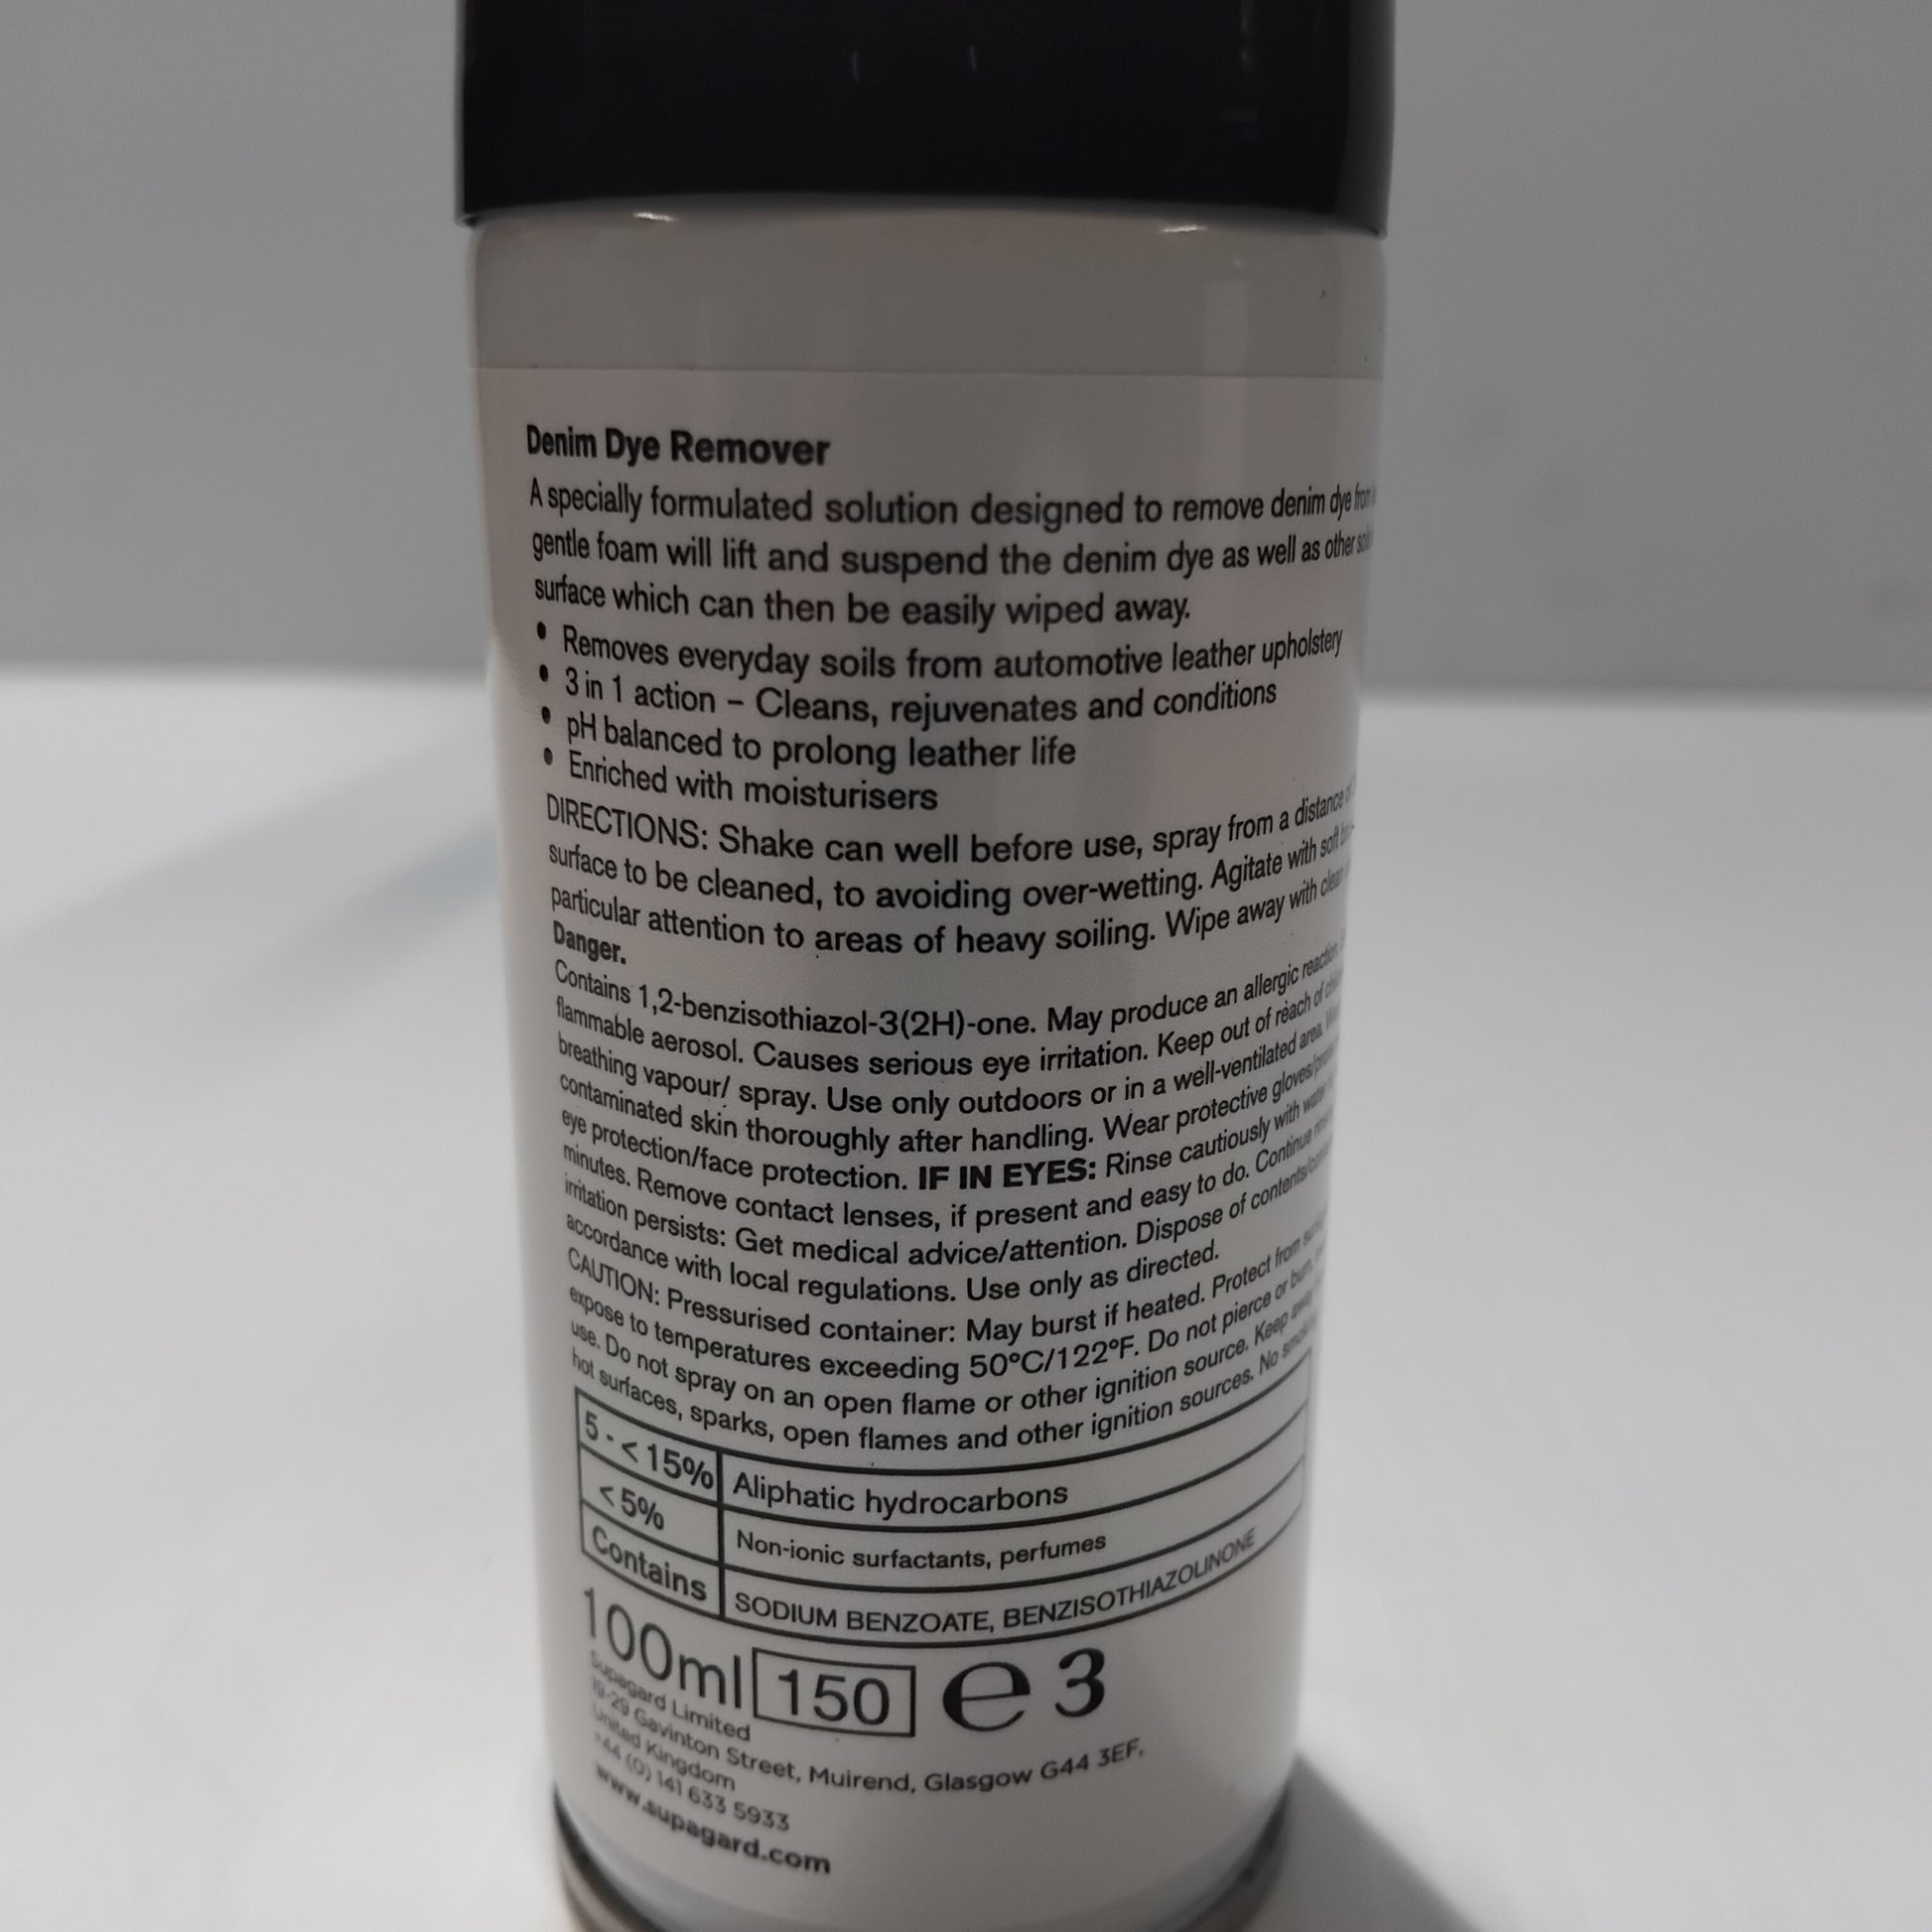 Denim Dye Remover
A specially formulated solution designed to remove denim dye from
gentle foam will lift and suspend the denim dye as well as other
surface which can then be easily wiped away.
• Removes everyday soils from automotive leather upholstery
• 3 in 1 action – Cleans, rejuvenates and conditions
• pH balanced to prolong leather life
• Enriched with moisturisers
DIRECTIONS: Shake can well before use, spray from a distance of
surface to be cleaned, to avoiding over-wetting. Agitate with soft
particular attention to areas of heavy soiling. Wipe away with clean
Danger.
Contains 1,2-benzisothiazol-3(2H)-one. May produce an allergic reaction.
flammable aerosol. Causes serious eye irritation. Keep out of reach of
breathing vapour/ spray. Use only outdoors or in a well-ventilated area.
contaminated skin thoroughly after handling. Wear protective gloves/
eye protection/face protection. IF IN EYES: Rinse cautiously with water
minutes. Remove contact lenses, if present and easy to do. Continue
irritation persists: Get medical advice/attention. Dispose of contents/
accordance with local regulations. Use only as directed.
CAUTION: Pressurised container: May burst if heated. Protect from
expose to temperatures exceeding 50°C/122°F. Do not pierce or burn,
use. Do not spray on an open flame or other ignition source. Keep away
hot surfaces, sparks, open flames and other ignition sources. No
5 - < 15% Aliphatic hydrocarbons
< 5% Non-ionic surfactants, perfumes
Contains SODIUM BENZOATE, BENZISOTHIAZOLINONE
100ml 150 e 3
Supagard Limited
19-29 Gavinton Street, Muirend, Glasgow G44 3EF,
United Kingdom
+44 (0) 141 633 5933
www.supagard.com